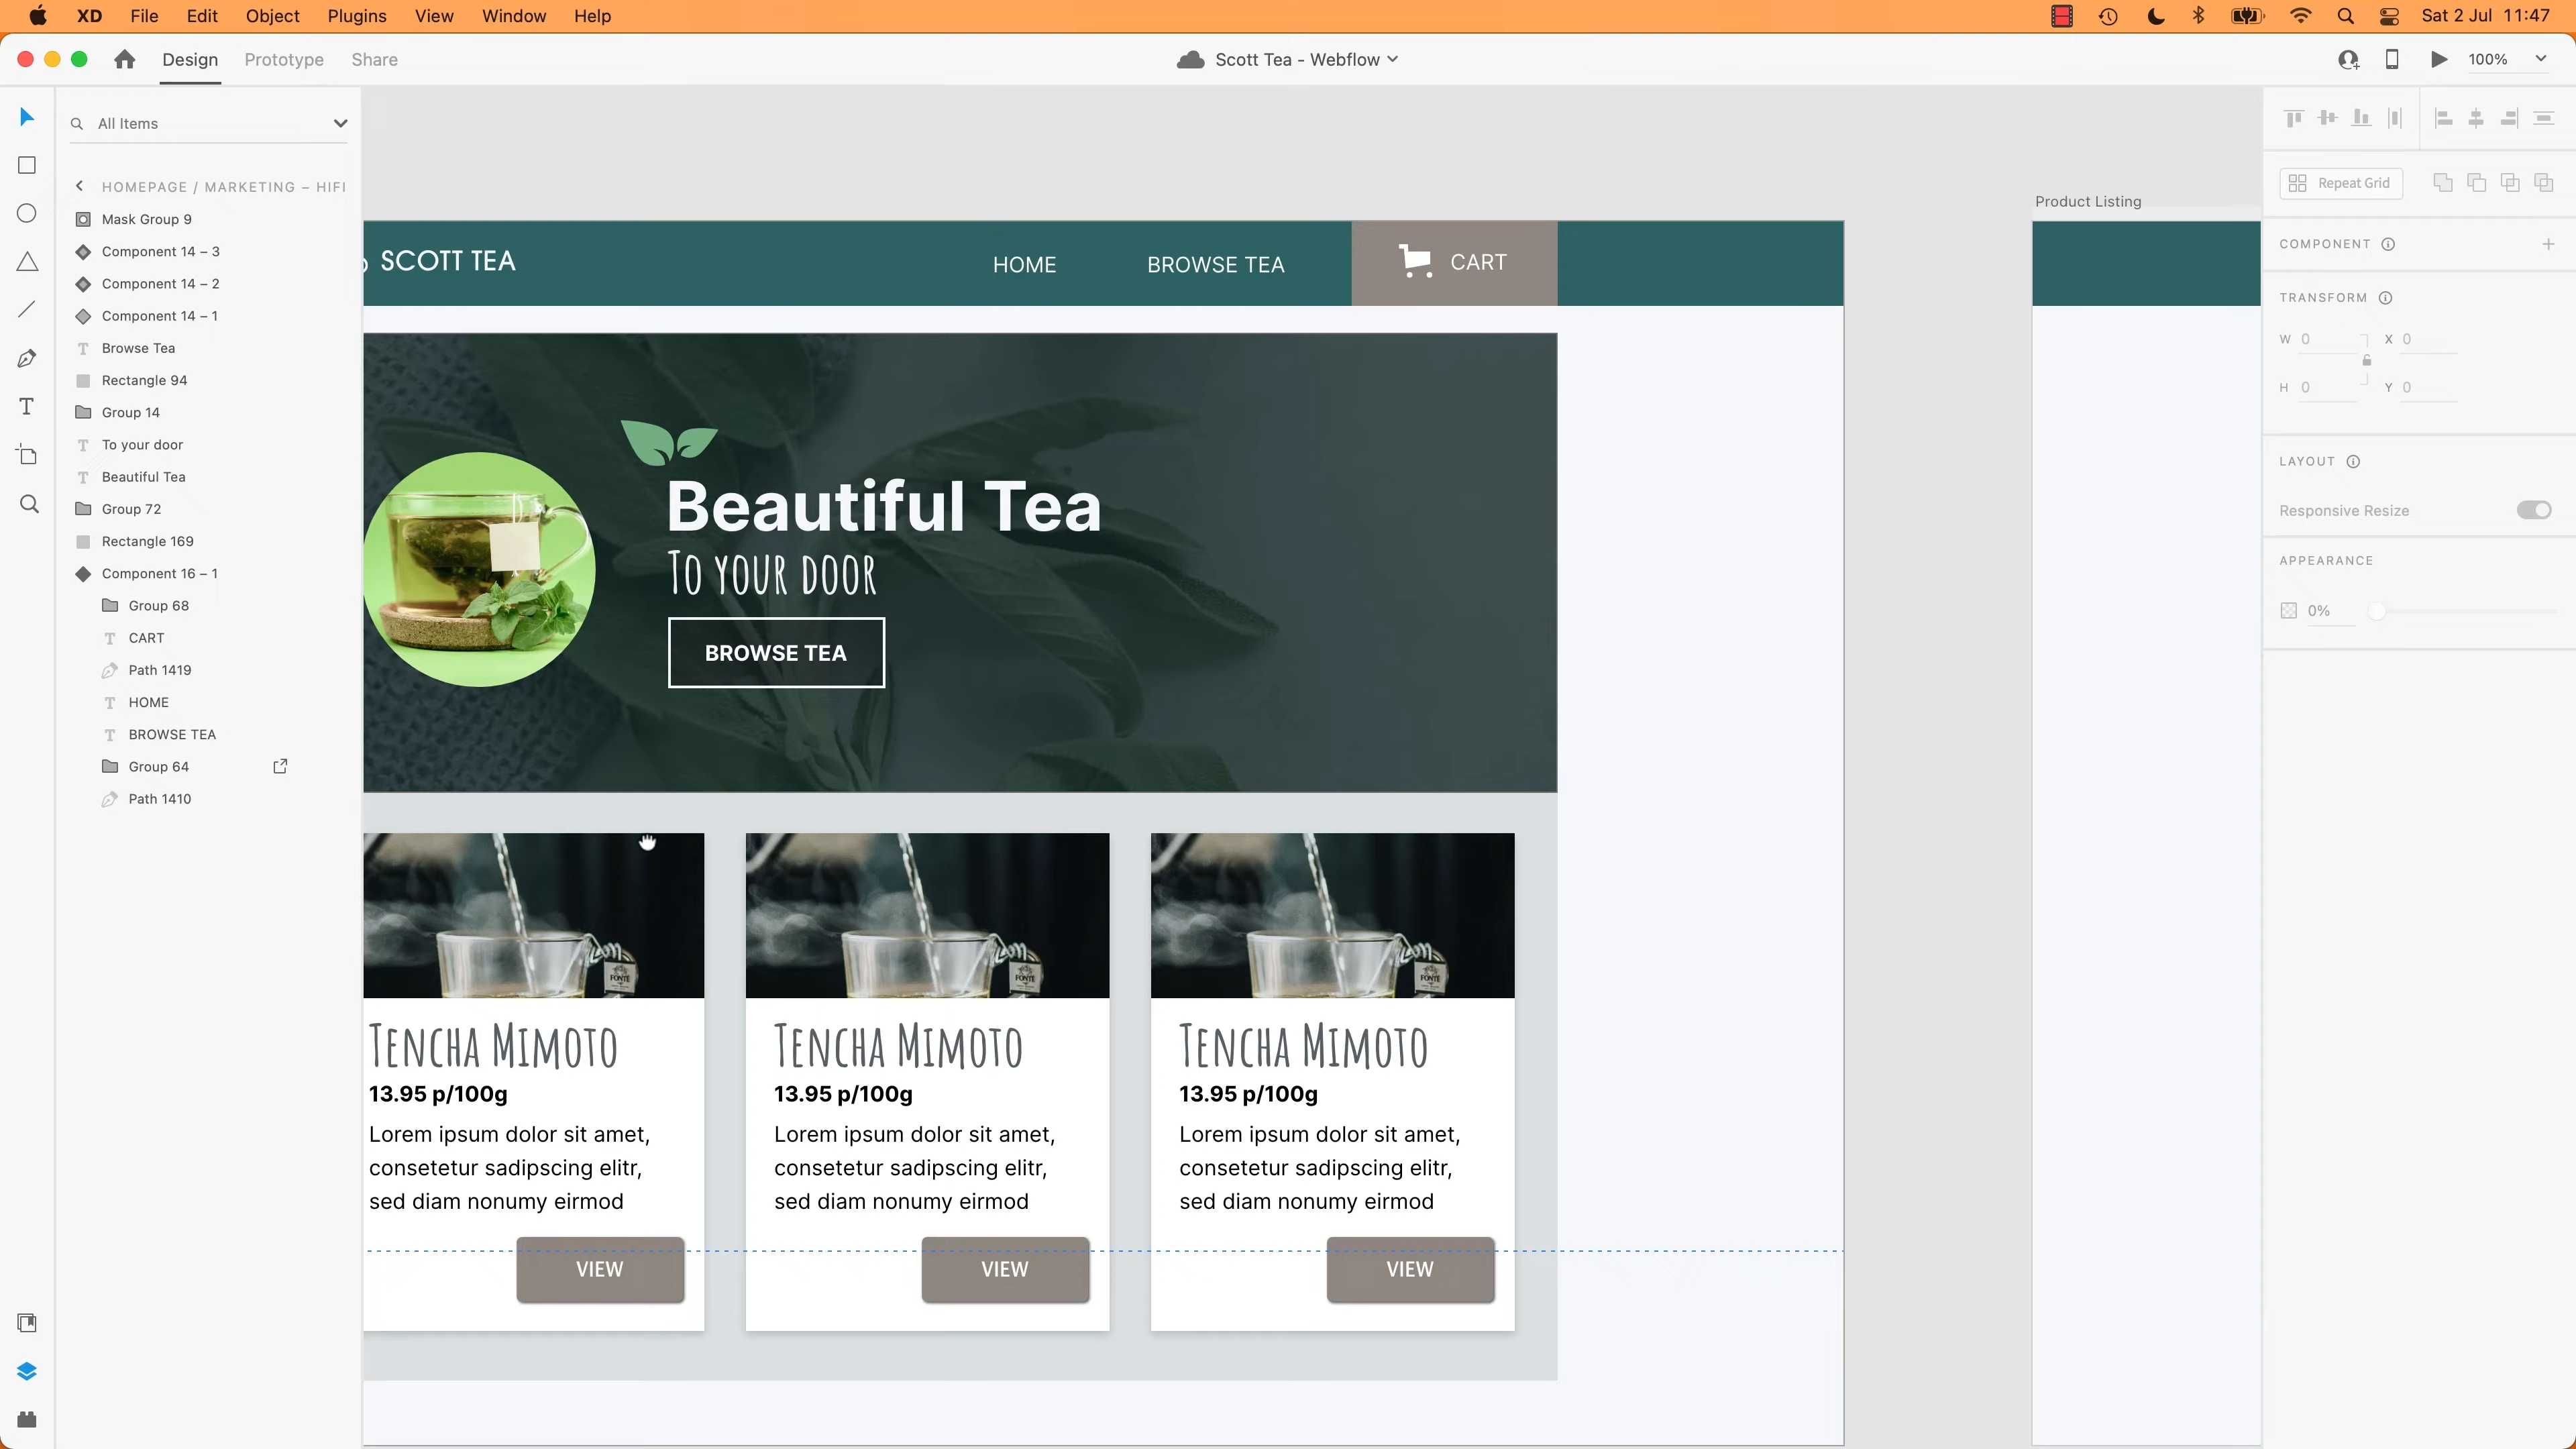 XD File Edit Object Plugins View Window Help
Sat 2 Jul 11:47
Design Prototype Share
Scott Tea - Webflow
100%
All Items
HOMEPAGE / MARKETING – HIFI
Mask Group 9
Component 14 – 3
Component 14 – 2
Component 14 – 1
Browse Tea
Rectangle 94
Group 14
To your door
Beautiful Tea
Group 72
Rectangle 169
Component 16 – 1
Group 68
CART
Path 1419
HOME
BROWSE TEA
Group 64
Path 1410
SCOTT TEA
HOME
BROWSE TEA
CART
Beautiful Tea
To your door
BROWSE TEA
FONTÉ
FONTÉ
FONTÉ
Tencha Mimoto
13.95 p/100g
Lorem ipsum dolor sit amet,
consetetur sadipscing elitr,
sed diam nonumy eirmod
VIEW
Tencha Mimoto
13.95 p/100g
Lorem ipsum dolor sit amet,
consetetur sadipscing elitr,
sed diam nonumy eirmod
VIEW
Tencha Mimoto
13.95 p/100g
Lorem ipsum dolor sit amet,
consetetur sadipscing elitr,
sed diam nonumy eirmod
VIEW
Product Listing
Repeat Grid
COMPONENT
TRANSFORM
W 0 X 0
H 0 Y 0
LAYOUT
Responsive Resize
APPEARANCE
0%